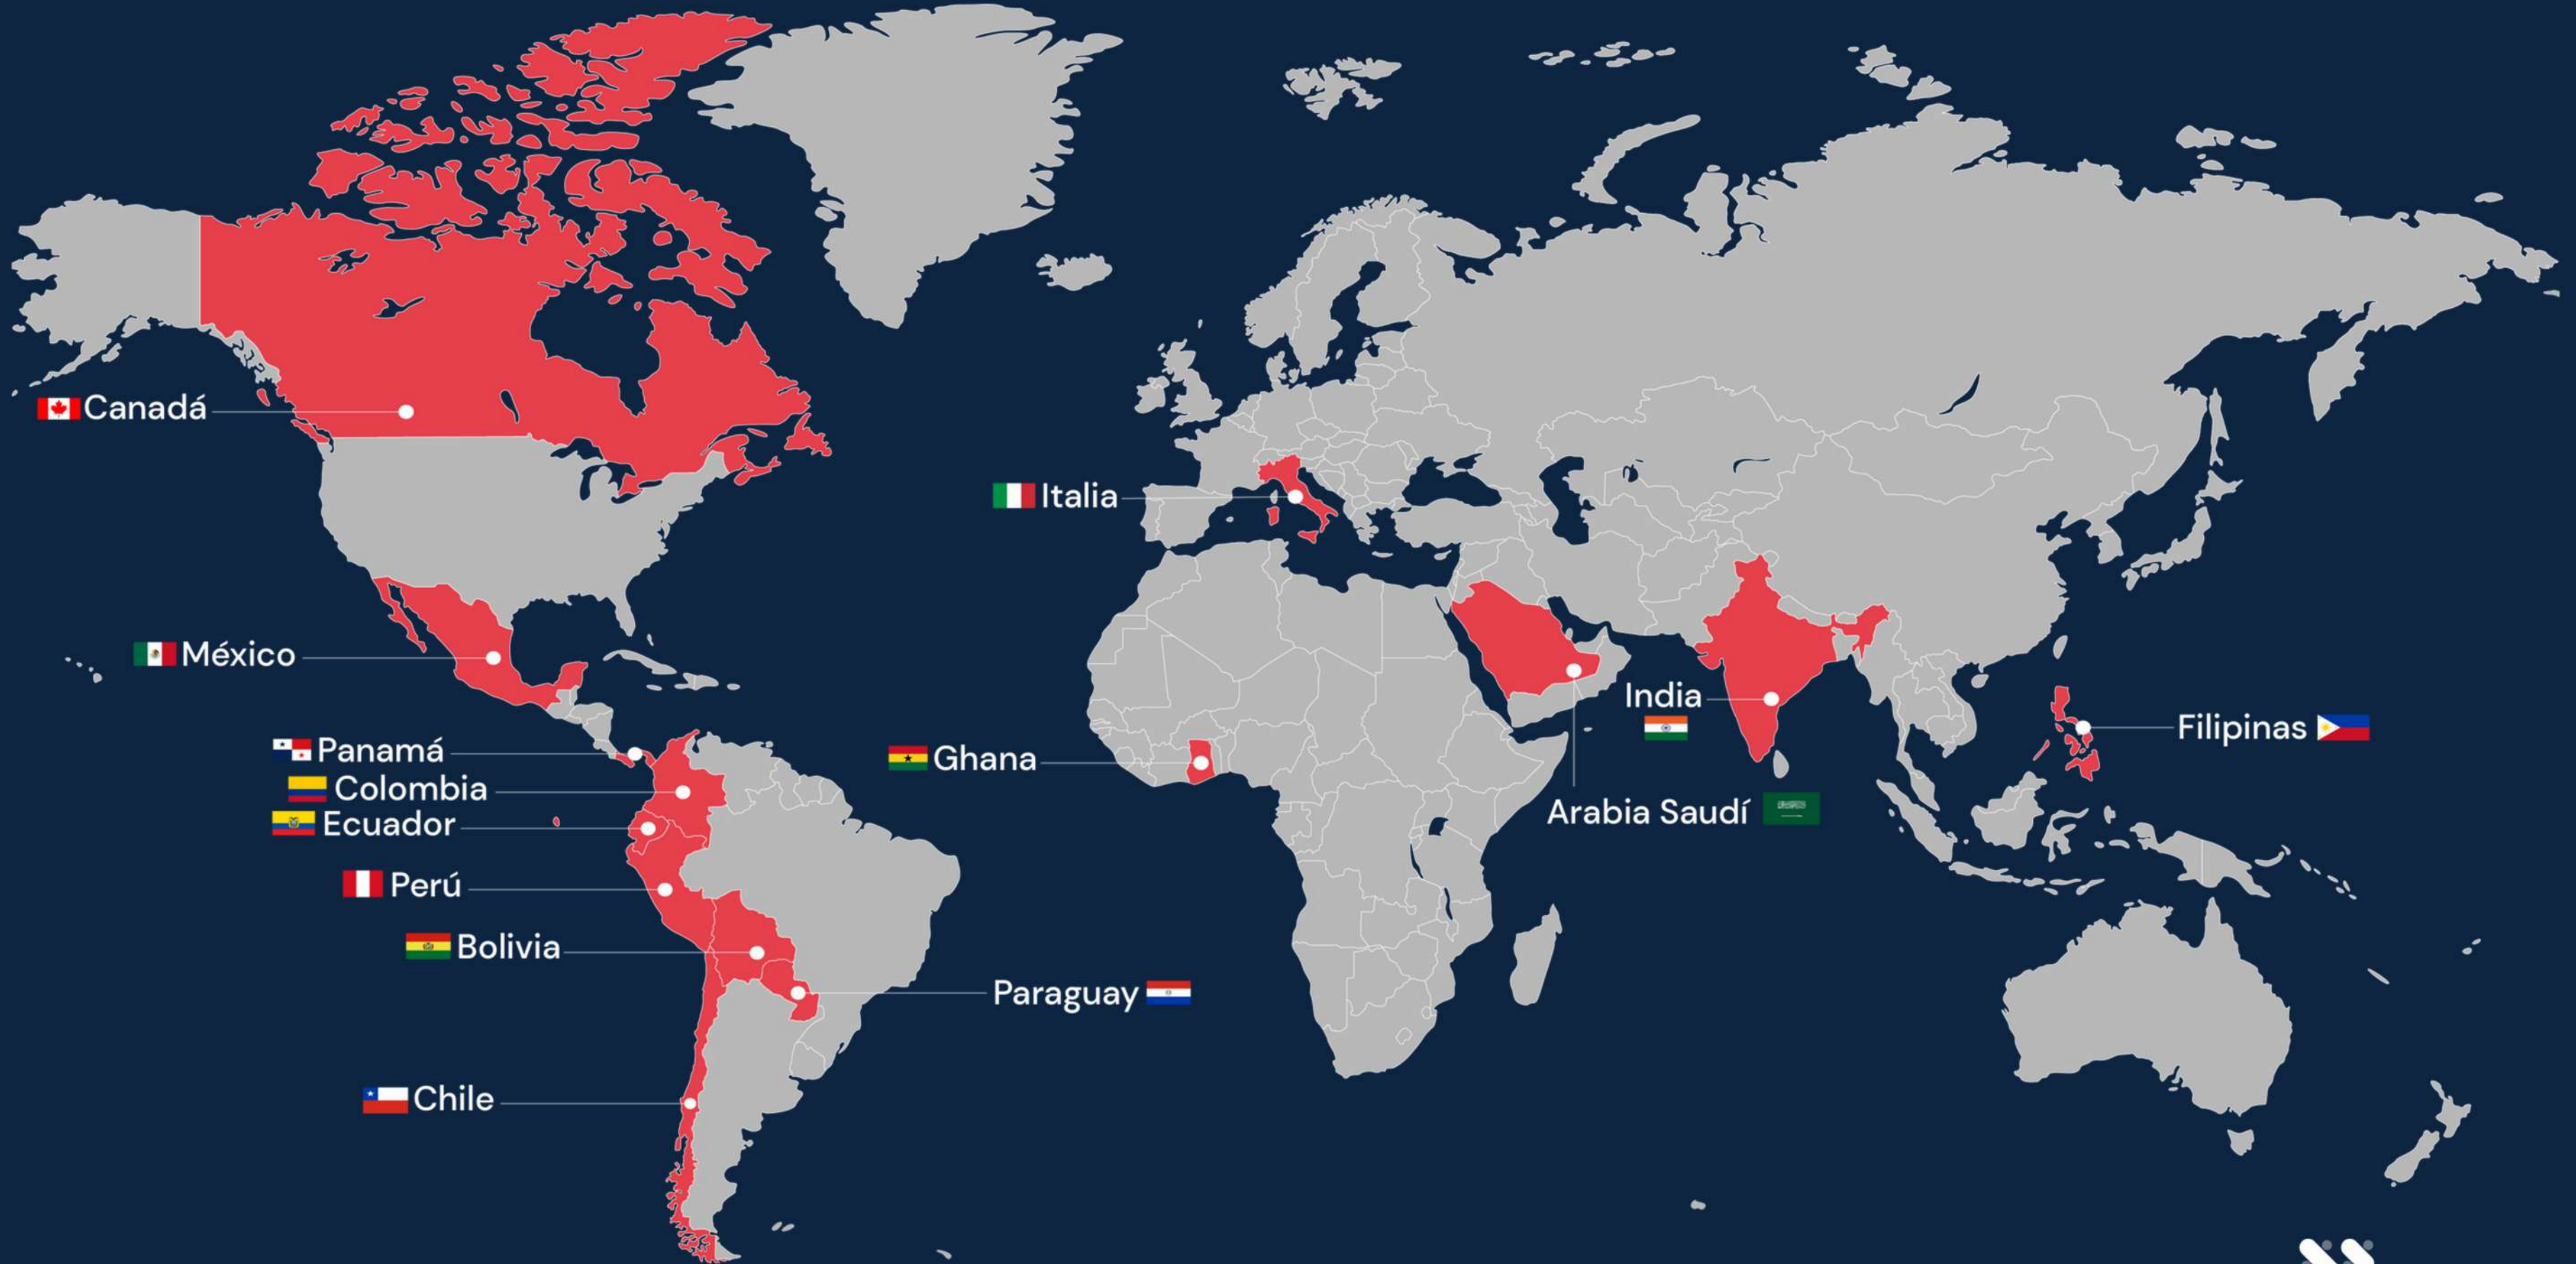 Canadá
Italia
México
India
Filipinas
Panamá
Ghana
Colombia
Arabia Saudí
Ecuador
Perú
Bolivia
Paraguay
Chile